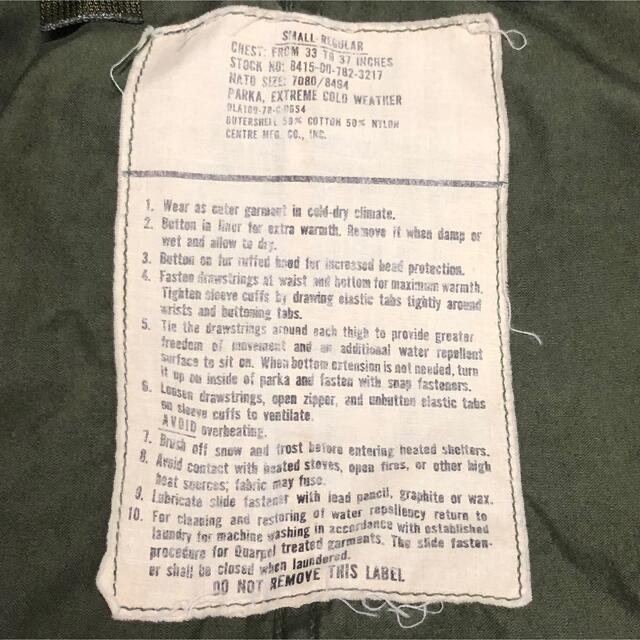 SMALL REGULAR
CHEST: FROM 33 TO 37 INCHES
STOCK NO: 8415-00-782-3217
NATO SIZE: 7080/8494
PARKA, EXTREME COLD WEATHER
DLA100-78-C-0654
OUTERSHELL 50% COTTON 50% NYLON
CENTRE MFG. CO., INC.
1. Wear as outer garment in cold-dry climate.
2. Button in liner for extra warmth. Remove it when damp or
wet and allow to dry.
3. Button on fur ruffed hood for increased head protection.
4. Fasten drawstrings at waist and bottom for maximum warmth.
Tighten sleeve cuffs by drawing elastic tabs tightly around
wrists and buttoning tabs.
5. Tie the drawstrings around each thigh to provide greater
freedom of movement and an additional water repellent
surface to sit on. When bottom extension is not needed, turn
it up on inside of parka and fasten with snap fasteners.
6. Loosen drawstrings, open zipper, and unbutton elastic tabs
on sleeve cuffs to ventilate.
AVOID overheating.
7. Brush off snow and frost before entering heated shelters.
8. Avoid contact with heated stoves, open fires, or other high
heat sources; fabric may fuse.
9. Lubricate slide fastener with lead pencil, graphite or wax.
10. For cleaning and restoring of water repellency return to
laundry for machine washing in accordance with established
procedure for Quarpel treated garments. The slide fasten-
er shall be closed when laundered.
DO NOT REMOVE THIS LABEL